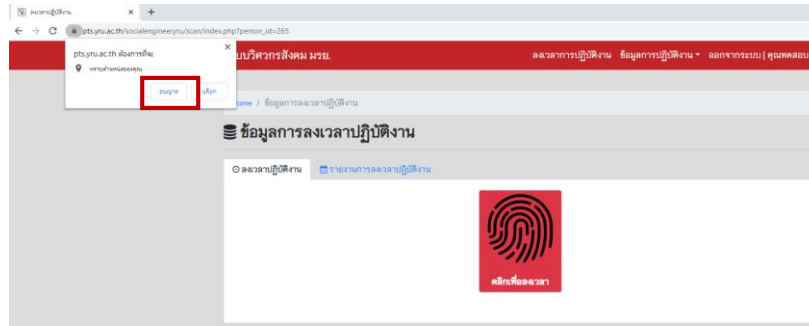 ลงเวลาปฏิบัติงาน
pts.yru.ac.th/socialengineeryru/scan/index.php?person_id=265
pts.yru.ac.th ต้องการที่จะ
ทราบตำแหน่งของคุณ
อนุญาต บล็อก
ระบบวิศวกรสังคม มรย.
ลงเวลาการปฏิบัติงาน ข้อมูลการปฏิบัติงาน ออกจากระบบ [ คุณทดสอบ
Home / ข้อมูลการลงเวลาปฏิบัติงาน
ข้อมูลการลงเวลาปฏิบัติงาน
ลงเวลาปฏิบัติงาน รายงานการลงเวลาปฏิบัติงาน
คลิกเพื่อลงเวลา